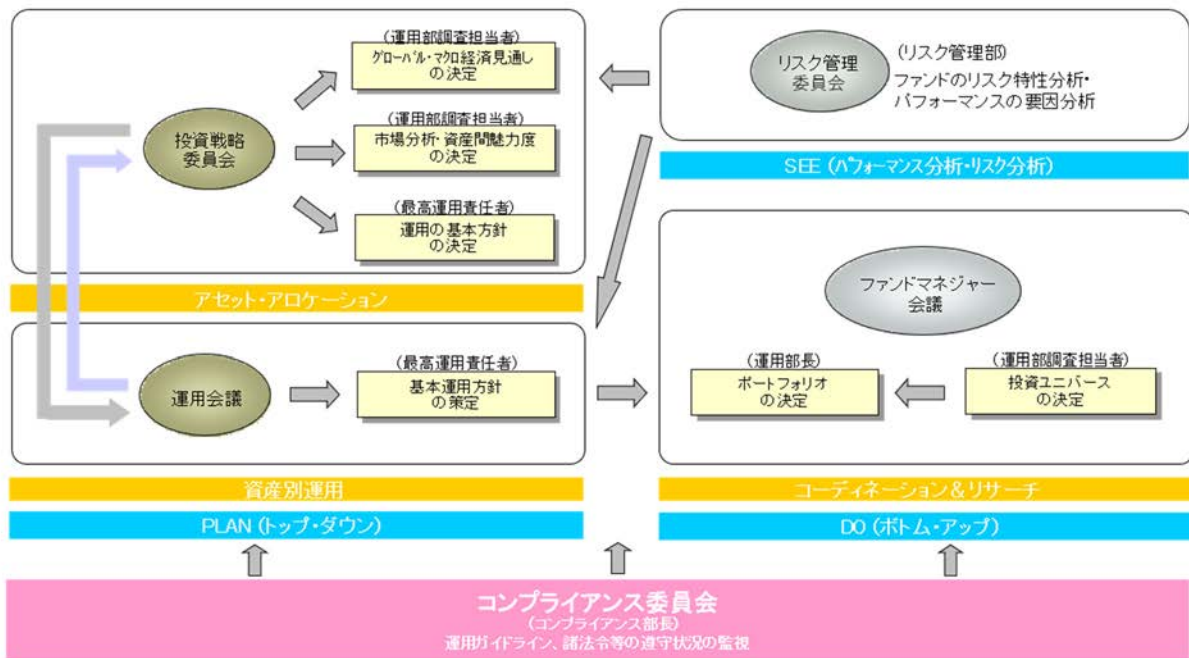 (運用部調査担当者)
グローバル・マクロ経済見通し
の決定
投資戦略
委員会
(運用部調査担当者)
市場分析・資産間魅力度
の決定
(最高運用責任者)
運用の基本方針
の決定
アセット・アロケーション
運用会議
(最高運用責任者)
基本運用方針
の策定
資産別運用
PLAN (トップ・ダウン)
リスク管理
委員会
(リスク管理部)
ファンドのリスク特性分析・
パフォーマンスの要因分析
SEE (パフォーマンス分析・リスク分析)
ファンドマネジャー
会議
(運用部長)
ポートフォリオ
の決定
(運用部調査担当者)
投資ユニバース
の決定
コーディネーション&リサーチ
DO (ボトム・アップ)
コンプライアンス委員会
(コンプライアンス部長)
運用ガイドライン、諸法令等の遵守状況の監視